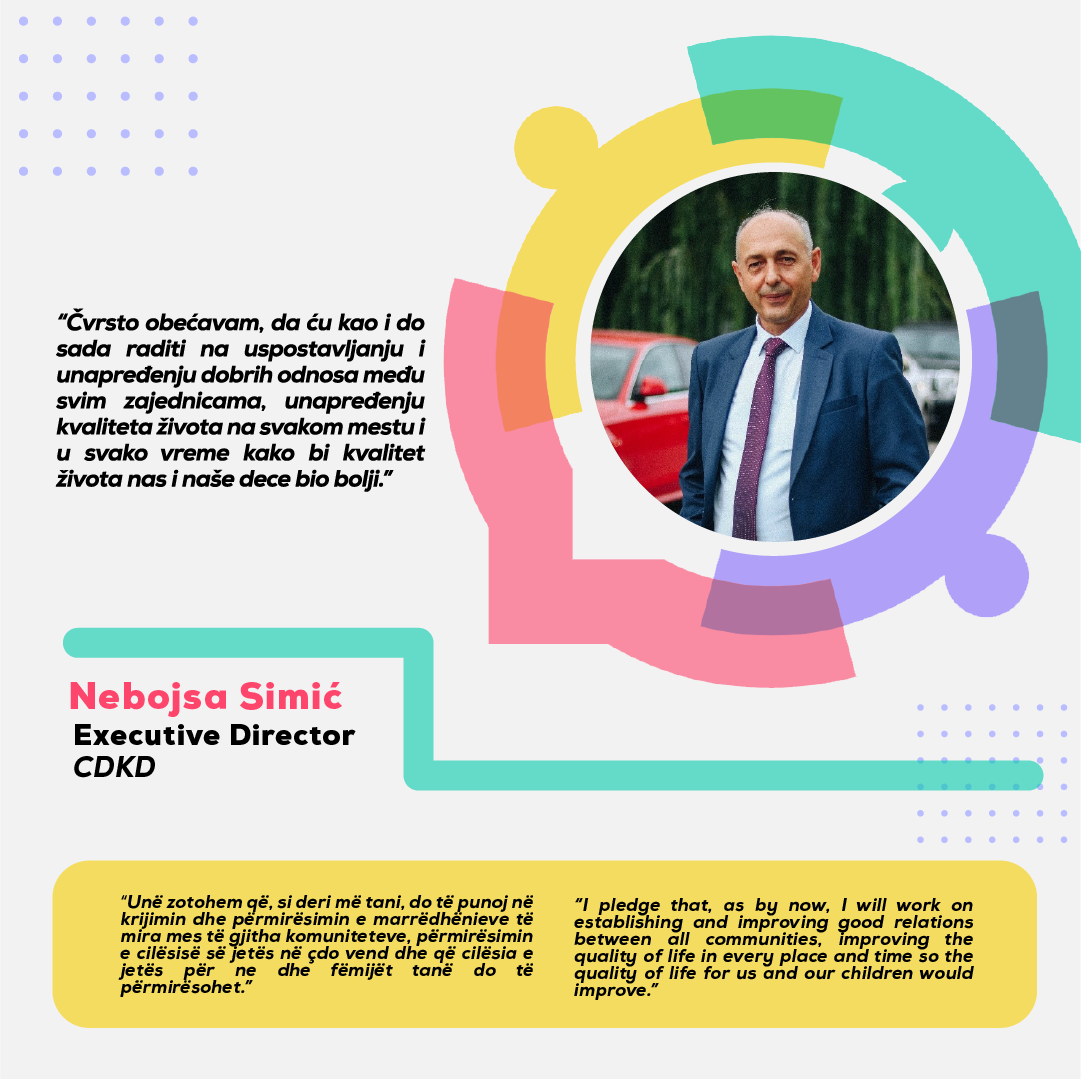 “Čvrsto obećavam, da ću kao i do
sada raditi na uspostavljanju i
unapređenju dobrih odnosa među
svim zajednicama, unapređenju
kvaliteta života na svakom mestu i
u svako vreme kako bi kvalitet
života nas i naše dece bio bolji.”
Nebojsa Simić
Executive Director
CDKD
“Unë zotohem që, si deri më tani, do të punoj në
krijimin dhe përmirësimin e marrëdhënieve të
mira mes të gjitha komuniteteve, përmirësimin
e cilësisë së jetës në çdo vend dhe që cilësia e
jetës për ne dhe fëmijët tanë do të
përmirësohet.”
“I pledge that, as by now, I will work on
establishing and improving good relations
between all communities, improving the
quality of life in every place and time so the
quality of life for us and our children would
improve.”